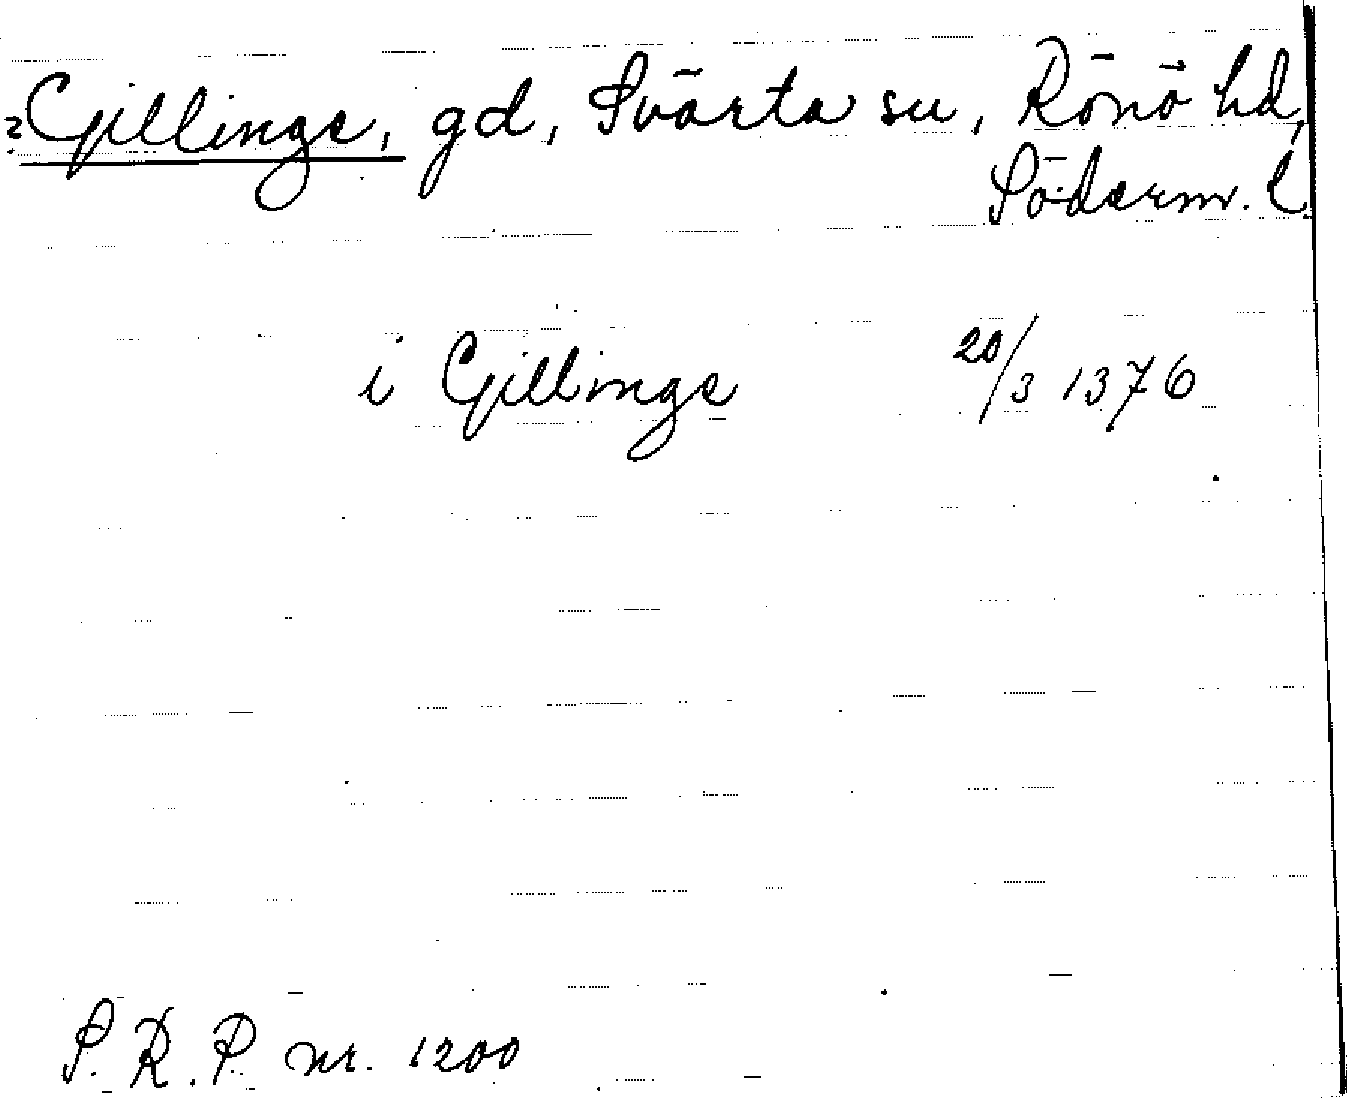 ?Gillinge, gd, Svärta sn, Rönö hd,
Söderm. l.
i Gillinge 20/3 1376
S. R. P. nr. 1200